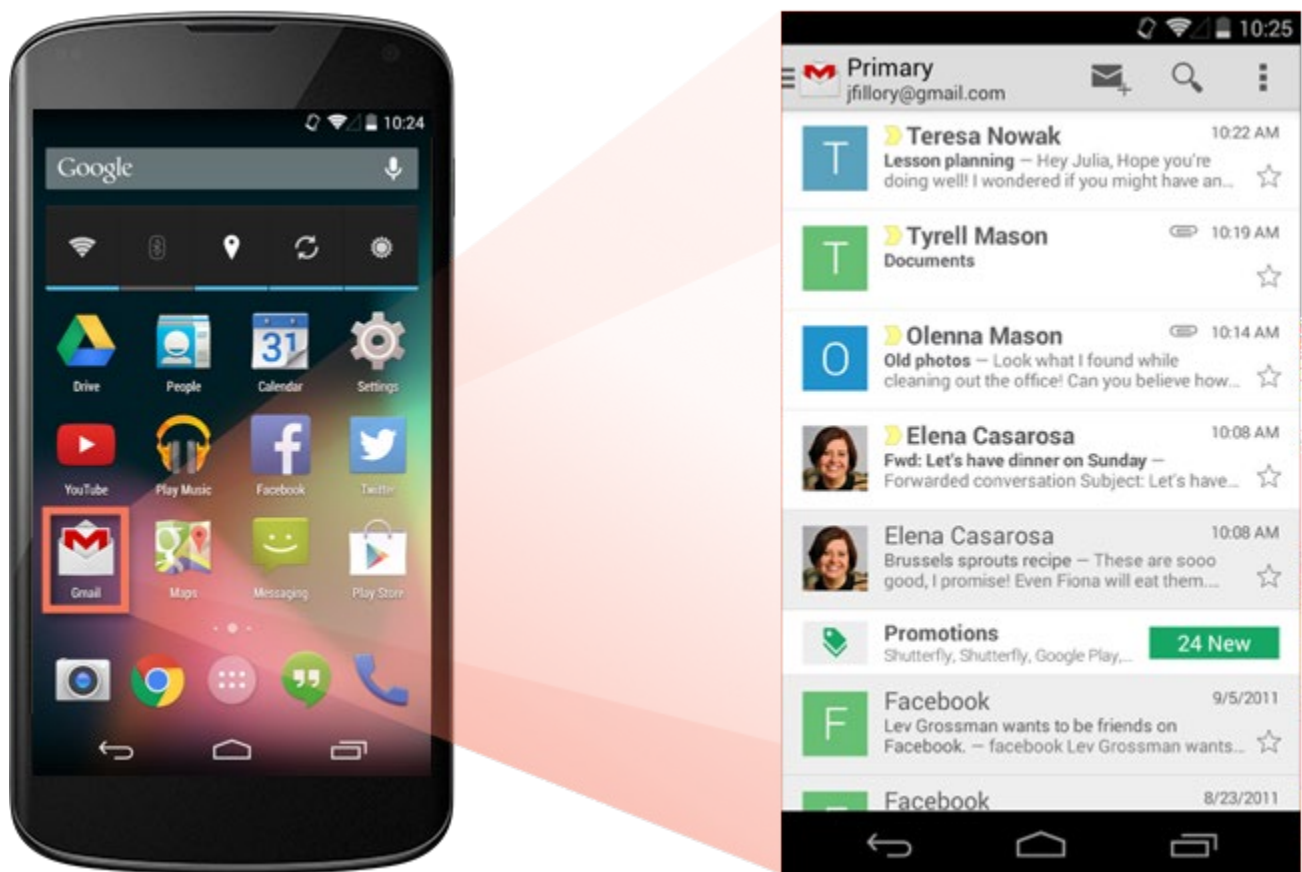 10:24
Google
31
Drive People Calendar Settings
YouTube Play Music Facebook Twitter
Gmail Maps Messaging Play Store
10:25
Primary
jfillory@gmail.com
T
Teresa Nowak 10:22 AM
Lesson planning – Hey Julia, Hope you're
doing well! I wondered if you might have an...
T
Tyrell Mason 10:19 AM
Documents
O
Olenna Mason 10:14 AM
Old photos – Look what I found while
cleaning out the office! Can you believe how...
Elena Casarosa 10:08 AM
Fwd: Let's have dinner on Sunday –
Forwarded conversation Subject: Let's have...
Elena Casarosa 10:08 AM
Brussels sprouts recipe – These are sooo
good, I promise! Even Fiona will eat them....
Promotions
Shutterfly, Shutterfly, Google Play,...
24 New
F
Facebook 9/5/2011
Lev Grossman wants to be friends on
Facebook. – facebook Lev Grossman wants...
Facebook 8/23/2011